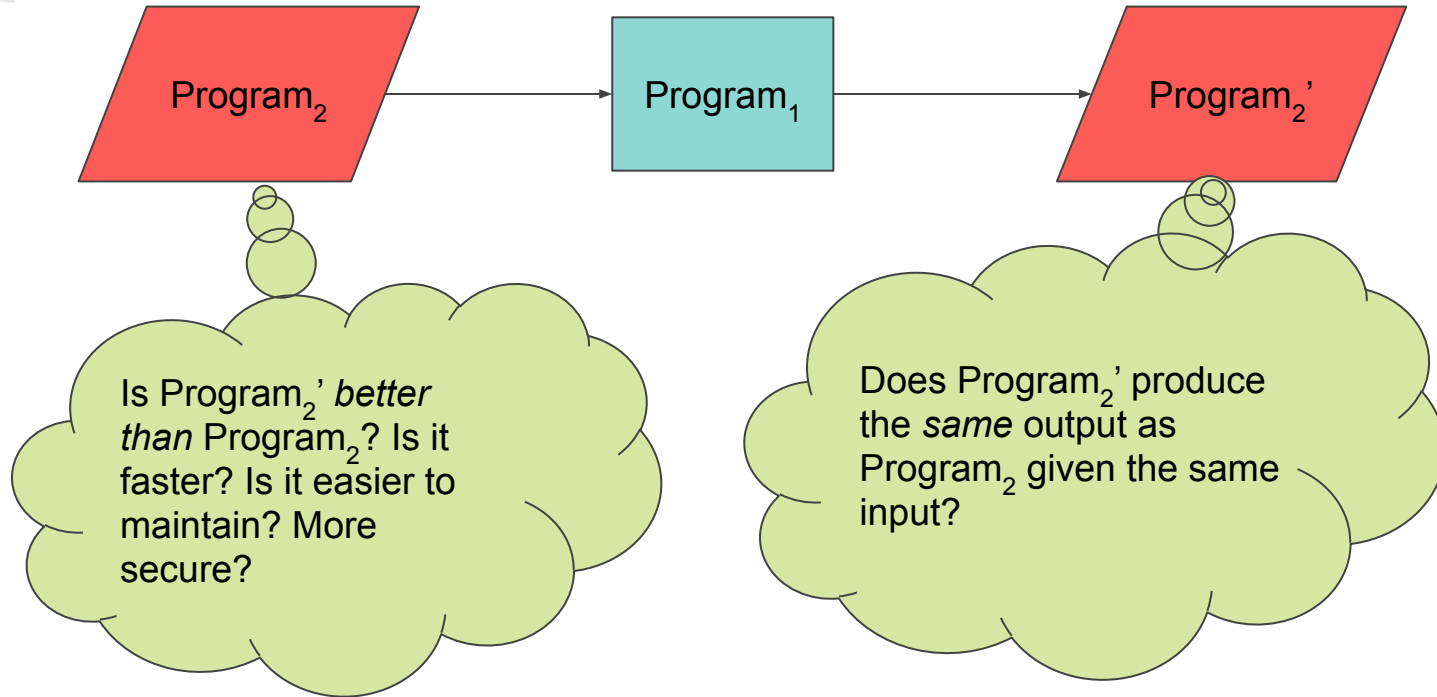 Program₂
Program₁
Program₂’
Is Program₂’ better
than Program₂? Is it
faster? Is it easier to
maintain? More
secure?
Does Program₂’ produce
the same output as
Program₂ given the same
input?